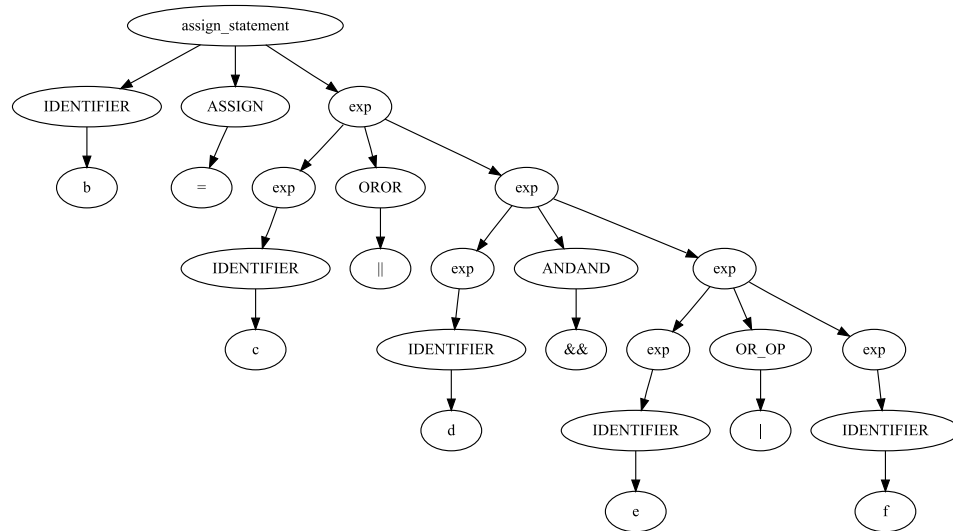 assign_statement
IDENTIFIER ASSIGN exp
b = exp OROR exp
IDENTIFIER || exp ANDAND exp
c IDENTIFIER && exp OR_OP exp
d IDENTIFIER | IDENTIFIER
e f